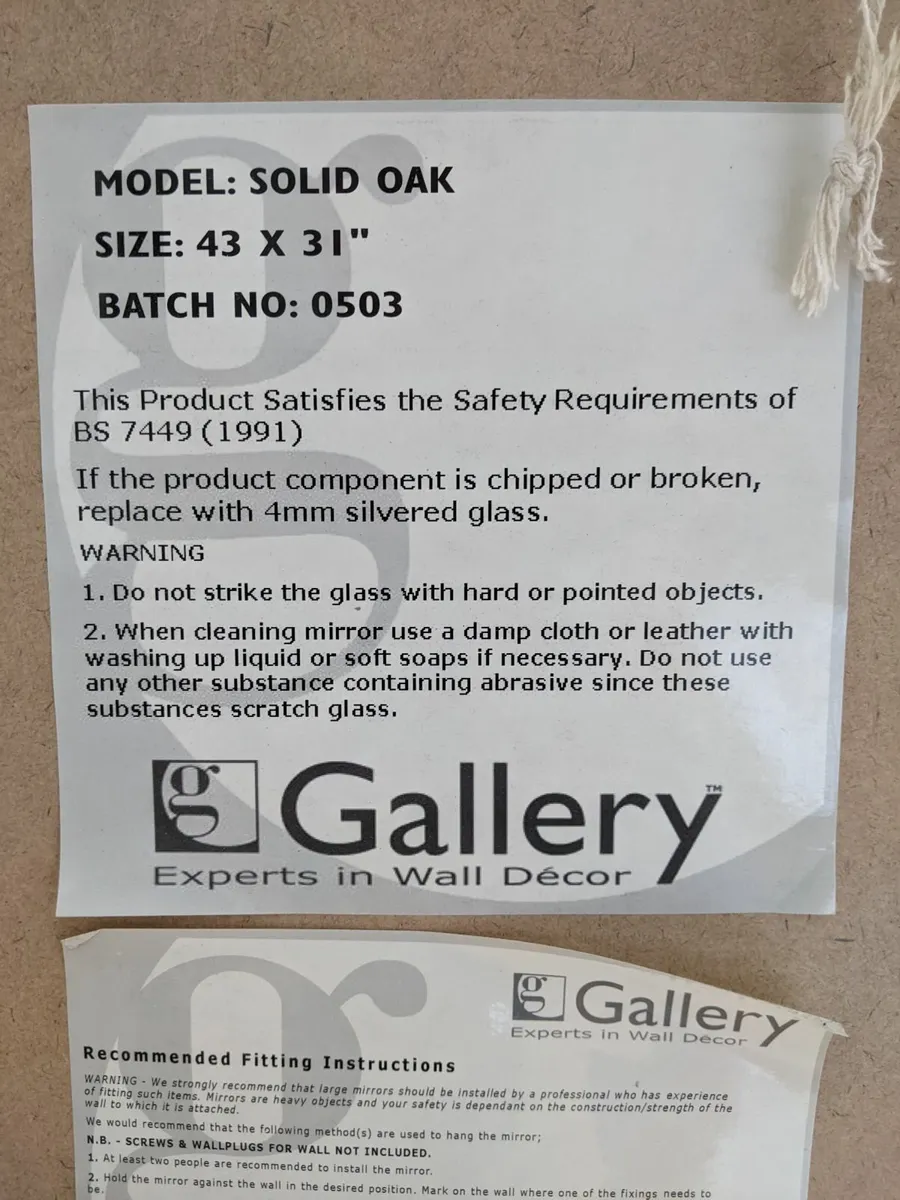 MODEL: SOLID OAK
SIZE: 43 X 31"
BATCH NO: 0503
This Product Satisfies the Safety Requirements of
BS 7449 (1991)
If the product component is chipped or broken,
replace with 4mm silvered glass.
WARNING
1. Do not strike the glass with hard or pointed objects.
2. When cleaning mirror use a damp cloth or leather with
washing up liquid or soft soaps if necessary. Do not use
any other substance containing abrasive since these
substances scratch glass.
g Gallery™
Experts in Wall Décor
g Gallery
Experts in Wall Décor
Recommended Fitting Instructions
WARNING - We strongly recommend that large mirrors should be installed by a professional who has experience
of fitting such items. Mirrors are heavy objects and your safety is dependant on the construction/strength of the
wall to which it is attached.
We would recommend that the following method(s) are used to hang the mirror;
N.B. - SCREWS & WALLPLUGS FOR WALL NOT INCLUDED.
1. At least two people are recommended to install the mirror.
2. Hold the mirror against the wall in the desired position. Mark on the wall where one of the fixings needs to
be.